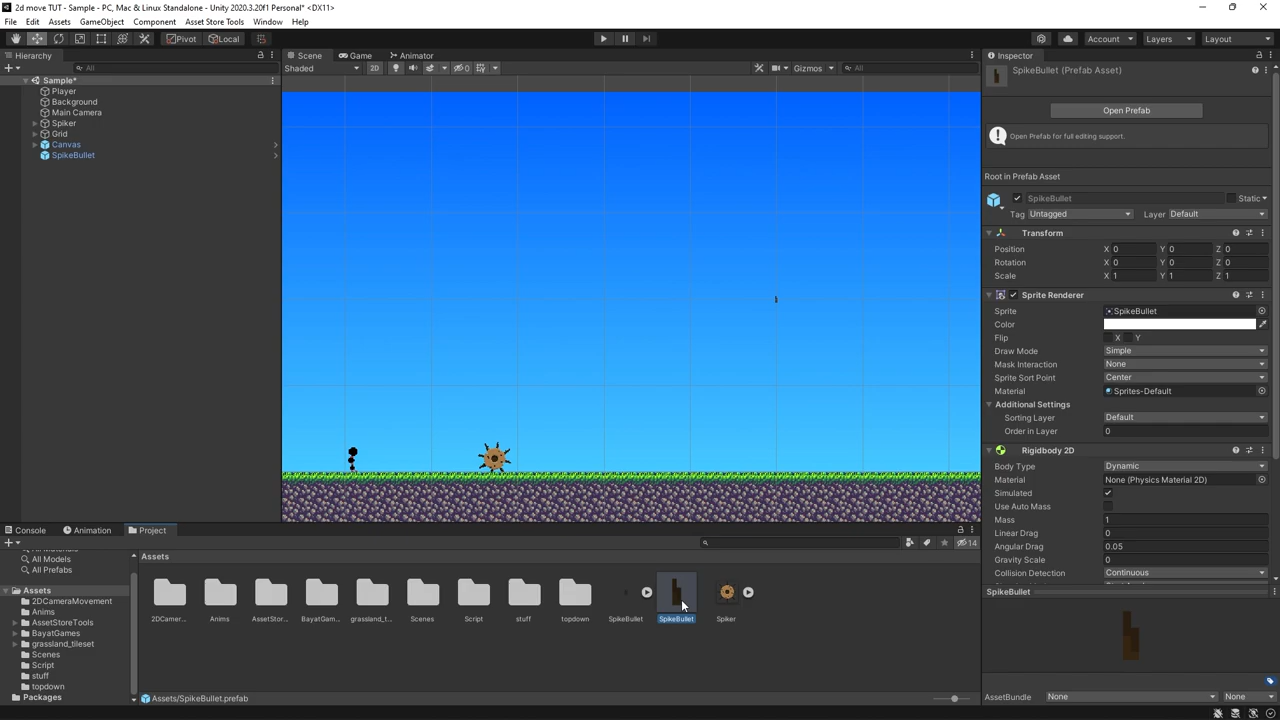 2d move TUT - Sample - PC, Mac & Linux Standalone - Unity 2020.3.20f1 Personal* <DX11>
File Edit Assets GameObject Component Asset Store Tools Window Help
Pivot Local Account Layers Layout
Hierarchy
All
Sample*
Player
Background
Main Camera
Spiker
Grid
Canvas
SpikeBullet
Scene Game Animator
Shaded 2D 0 Gizmos All
Inspector
SpikeBullet (Prefab Asset)
Open Prefab
Open Prefab for full editing support.
Root in Prefab Asset
SpikeBullet Static
Tag Untagged Layer Default
Transform
Position X 0 Y 0 Z 0
Rotation X 0 Y 0 Z 0
Scale X 1 Y 1 Z 1
Sprite Renderer
Sprite SpikeBullet
Color
Flip X Y
Draw Mode Simple
Mask Interaction None
Sprite Sort Point Center
Material Sprites-Default
Additional Settings
Sorting Layer Default
Order in Layer 0
Rigidbody 2D
Body Type Dynamic
Material None (Physics Material 2D)
Simulated
Use Auto Mass
Mass 1
Linear Drag 0
Angular Drag 0.05
Gravity Scale 0
Collision Detection Continuous
SpikeBullet
AssetBundle None None
Console Animation Project
14
All Models
All Prefabs
Assets
2DCameraMovement
Anims
AssetStoreTools
BayatGames
grassland_tileset
Scenes
Script
stuff
topdown
Packages
Assets
2DCamer... Anims AssetStor... BayatGam... grassland_t... Scenes Script stuff topdown SpikeBullet SpikeBullet Spiker
Assets/SpikeBullet.prefab